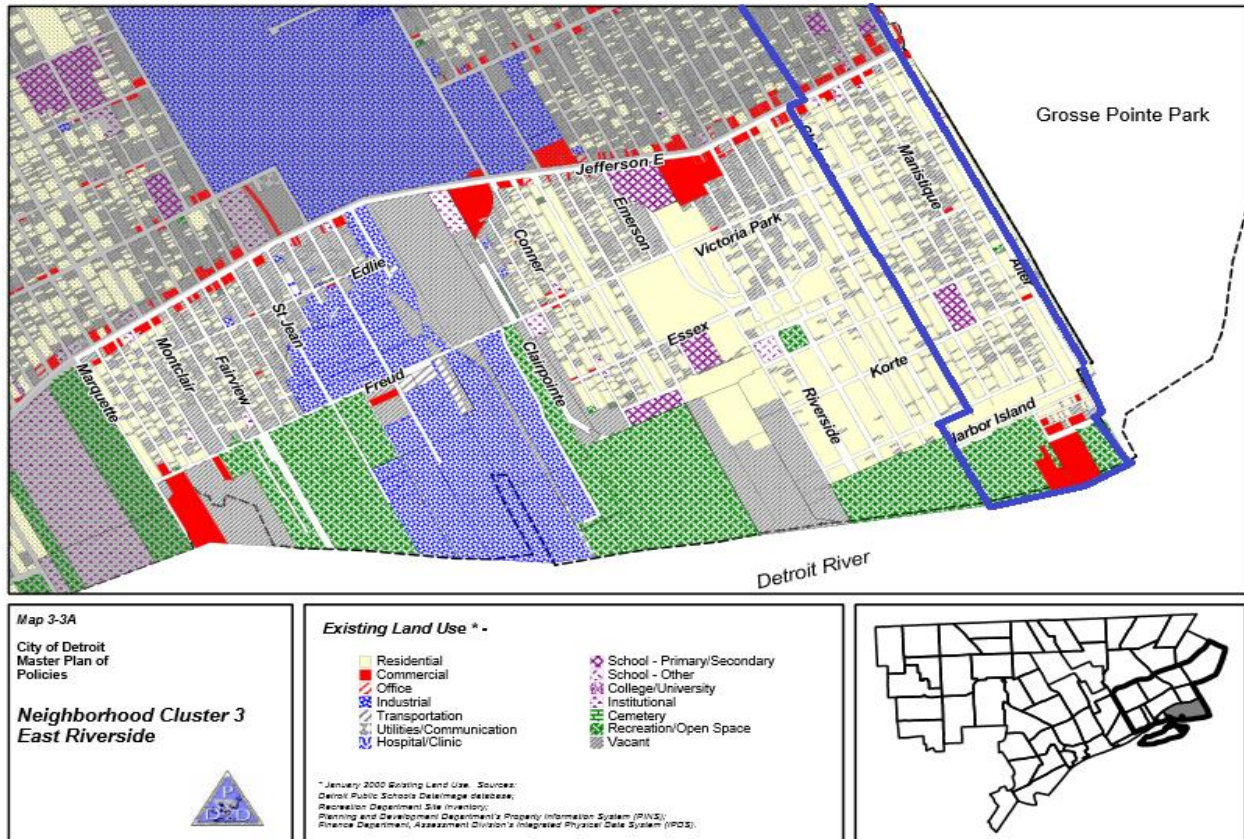 Grosse Pointe Park
Jefferson E
Manistique
Emerson
Conner
Victoria Park
Alter
Edlie
St Jean
Montclair
Fairview
Marquette
Essex
Clairpointe
Freud
Korte
Riverside
Harbor Island
Detroit River
Map 3-3A
City of Detroit
Master Plan of
Policies
Neighborhood Cluster 3
East Riverside
P
D D
Existing Land Use * -
Residential
Commercial
Office
Industrial
Transportation
Utilities/Communication
Hospital/Clinic
School - Primary/Secondary
School - Other
College/University
Institutional
Cemetery
Recreation/Open Space
Vacant
* January 2000 Existing Land Use. Sources:
Detroit Public Schools DataImage database;
Recreation Department Site Inventory;
Planning and Development Department's Property Information System (PINS);
Finance Department, Assessment Division's Integrated Physical Data System (IPDS).